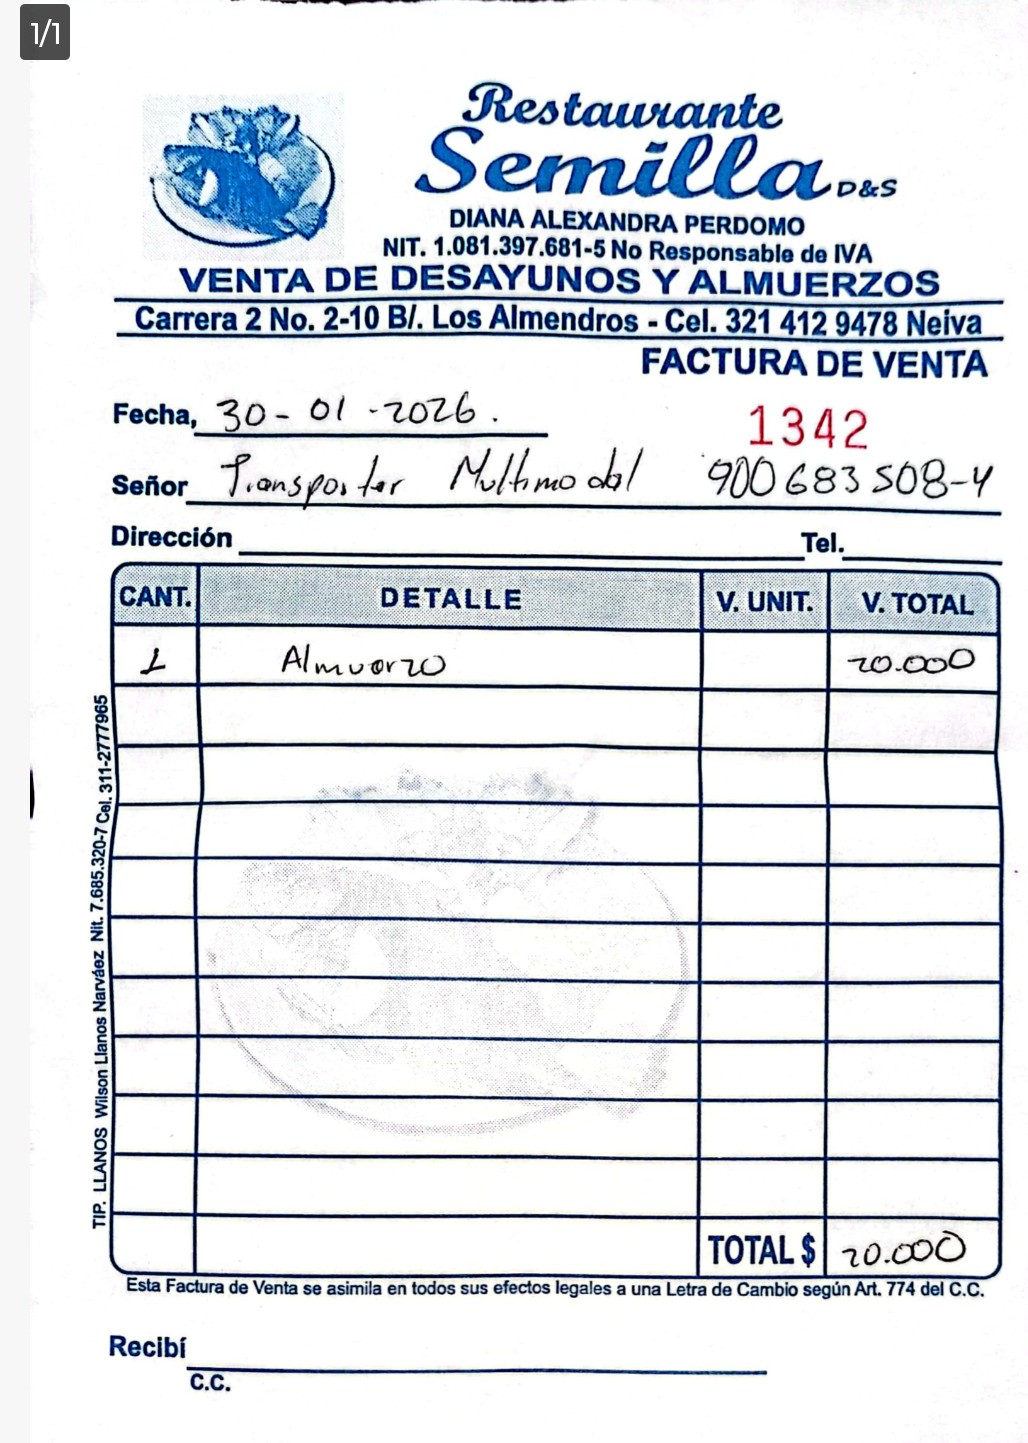 1/1
Restaurante
Semilla D&S
DIANA ALEXANDRA PERDOMO
NIT. 1.081.397.681-5 No Responsable de IVA
VENTA DE DESAYUNOS Y ALMUERZOS
Carrera 2 No. 2-10 B/. Los Almendros - Cel. 321 412 9478 Neiva
FACTURA DE VENTA
Fecha, 30-01-2026.
1342
Señor Transporter Multimodal 900683508-4
Dirección Tel.
CANT. DETALLE V. UNIT. V. TOTAL
1 Almuerzo 20.000
TOTAL $ 20.000
Esta Factura de Venta se asimila en todos sus efectos legales a una Letra de Cambio según Art. 774 del C.C.
Recibí
C.C.
TIP. LLANOS Wilson Llanos Narváez Nit. 7.685.320-7 Cel. 311-2777965